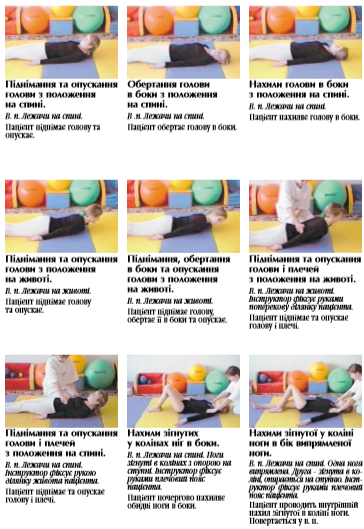 Піднімання та опускання
голови з положення
на спині.
В. п. Лежачи на спині.
Пацієнт піднімає голову та
опускає.
Обертання голови
в боки з положення
на спині.
В. п. Лежачи на спині.
Пацієнт обертає голову в боки.
Нахили голови в боки
з положення на спині.
В. п. Лежачи на спині.
Пацієнт нахиляє голову в бок.
Піднімання та опускання
голови з положення
на животі.
В. п. Лежачи на животі.
Пацієнт піднімає голову
та опускає.
Піднімання, обертання
в боки та опускання
голови з положення
на животі.
В. п. Лежачи на животі.
Пацієнт піднімає голову,
обертає її в боки та опускає.
Піднімання та опускання
голови і плечей
з положення на животі.
В. п. Лежачи на животі.
Інструктор фіксує руками
поперекову ділянку пацієнта.
Пацієнт піднімає та опускає
голову і плечі.
Піднімання та опускання
голови і плечей
з положення на спині.
В. п. Лежачи на спині.
Інструктор фіксує рукою
ділянку живота пацієнта.
Пацієнт піднімає та опускає
голову і плечі.
Нахили зігнутих
у колінах ніг в боки.
В. п. Лежачи на спині. Ноги
зігнуті в колінах з опорою на
ступні. Інструктор фіксує
руками плечовий пояс
пацієнта.
Пацієнт почергово нахиляє
обидві ноги в боки.
Нахили зігнутої у коліні
ноги в бік випрямленої
ноги.
В. п. Лежачи на спині. Одна нога
випрямлена. Друга - зігнута в ко-
ліні, опирається на ступню. Інст-
руктор фіксує руками плечовий
пояс пацієнта.
Пацієнт проводить внутрішній
нахил зігнутої в коліні ноги.
Повертається у в. п.